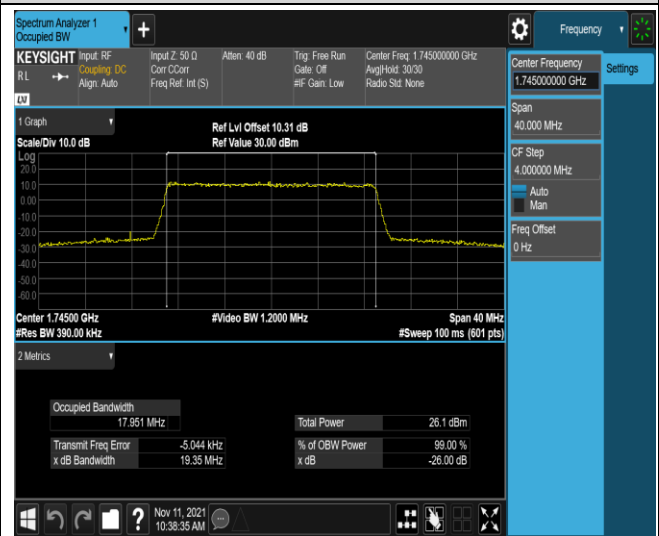 Spectrum Analyzer 1
Occupied BW
Frequency
KEYSIGHT
RL
Input: RF
Coupling: DC
Align: Auto
Input Z: 50 Ω
Corr CCorr
Freq Ref: Int (S)
Atten: 40 dB
Trig: Free Run
Gate: Off
#IF Gain: Low
Center Freq: 1.745000000 GHz
Avg|Hold: 30/30
Radio Std: None
Center Frequency
1.745000000 GHz
Settings
Span
40.000 MHz
CF Step
4.000000 MHz
Auto
Man
Freq Offset
0 Hz
1 Graph
Scale/Div 10.0 dB
Ref Lvl Offset 10.31 dB
Ref Value 30.00 dBm
Log
20.0
10.0
0.00
-10.0
-20.0
-30.0
-40.0
-50.0
-60.0
Center 1.74500 GHz
#Video BW 1.2000 MHz
Span 40 MHz
#Res BW 390.00 kHz
#Sweep 100 ms (601 pts)
2 Metrics
Occupied Bandwidth
17.951 MHz
Total Power 26.1 dBm
Transmit Freq Error -5.044 kHz
% of OBW Power 99.00 %
x dB Bandwidth 19.35 MHz
x dB -26.00 dB
?
Nov 11, 2021
10:38:35 AM